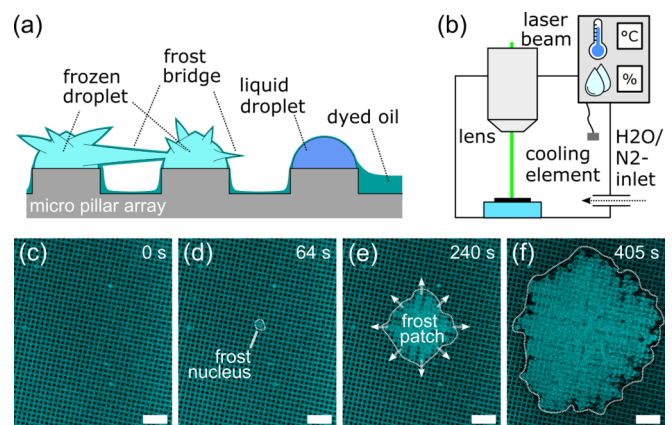 (a)
frozen
droplet
frost
bridge
liquid
droplet
dyed oil
micro pillar array
(b)
laser
beam
°C
%
lens
cooling
element
H2O/
N2-
inlet
(c)
0 s
(d)
64 s
frost
nucleus
(e)
240 s
frost
patch
(f)
405 s